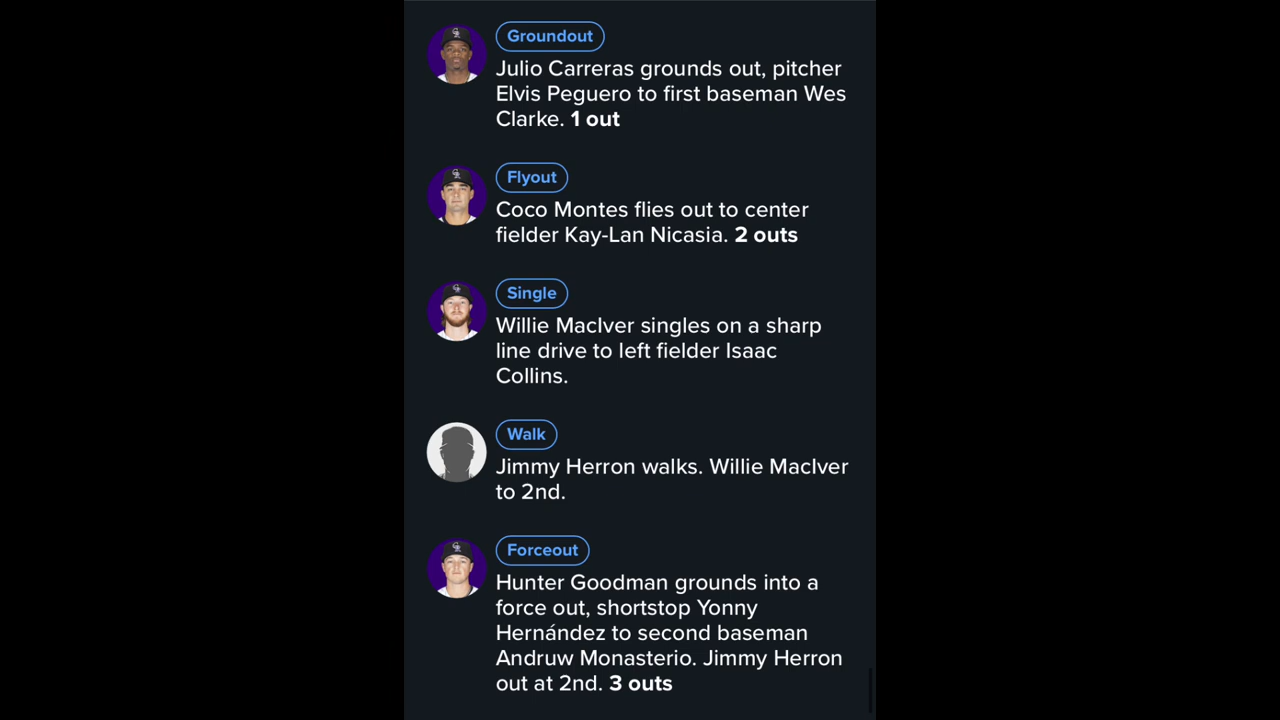 Groundout
Julio Carreras grounds out, pitcher
Elvis Peguero to first baseman Wes
Clarke. 1 out
Flyout
Coco Montes flies out to center
fielder Kay-Lan Nicasia. 2 outs
Single
Willie MacIver singles on a sharp
line drive to left fielder Isaac
Collins.
Walk
Jimmy Herron walks. Willie MacIver
to 2nd.
Forceout
Hunter Goodman grounds into a
force out, shortstop Yonny
Hernández to second baseman
Andruw Monasterio. Jimmy Herron
out at 2nd. 3 outs